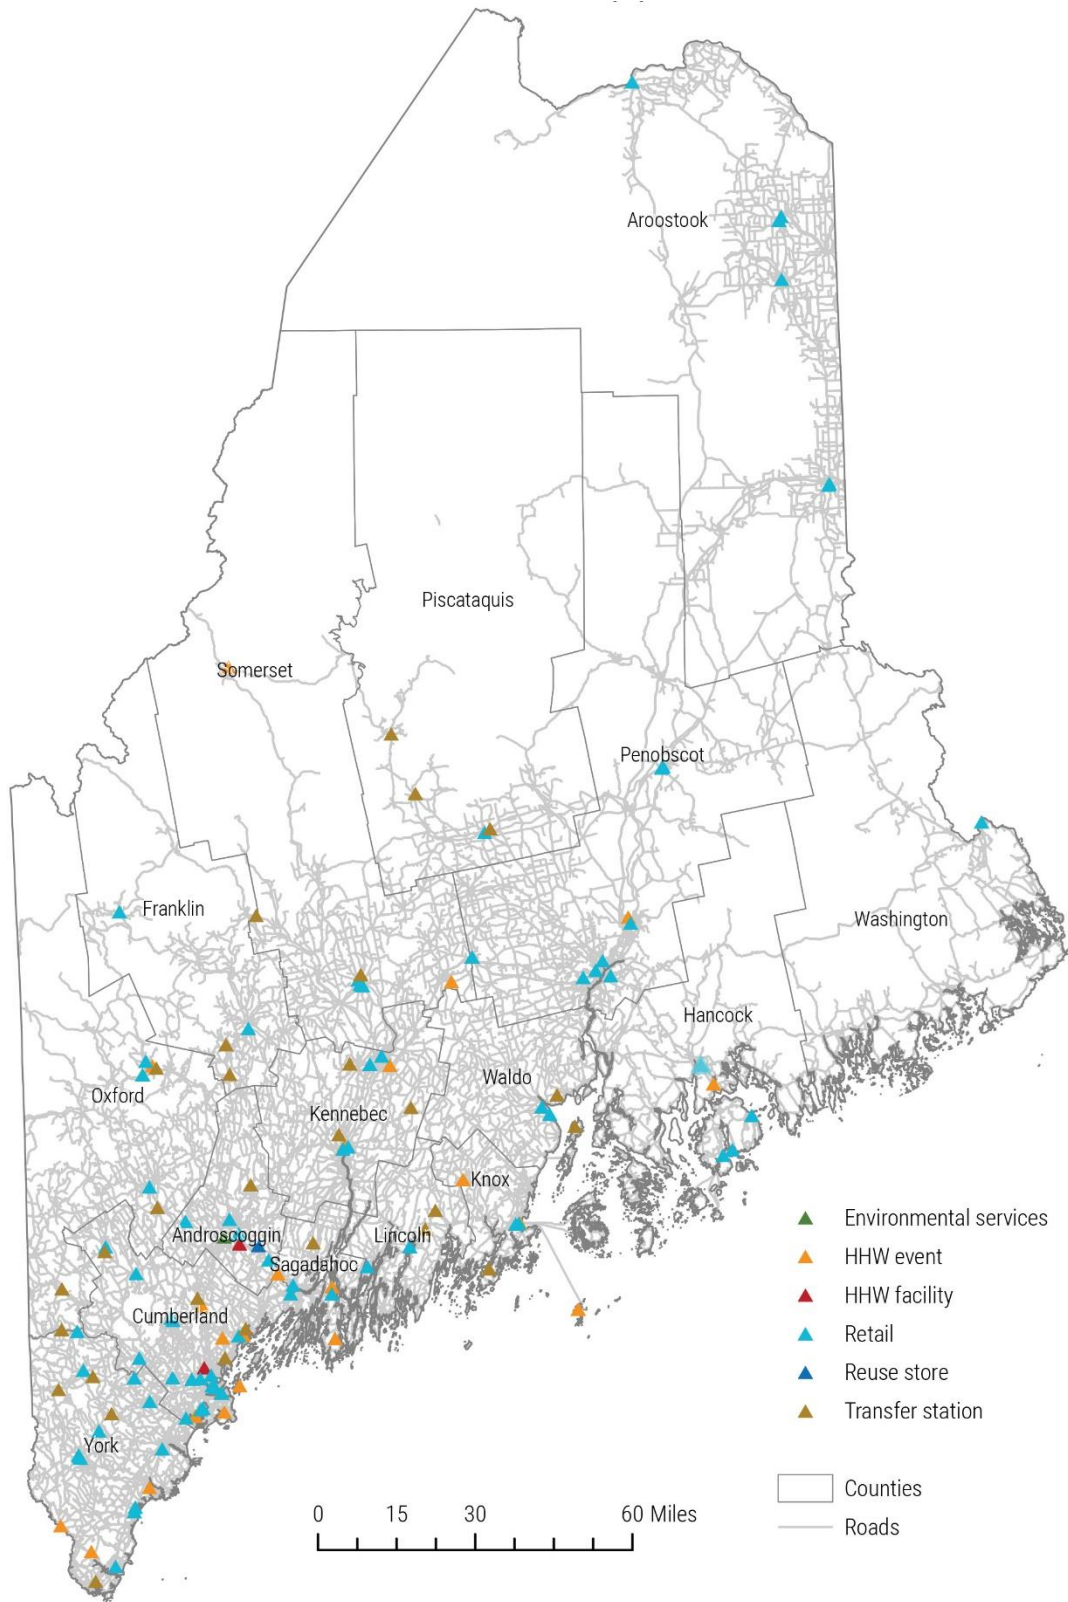 Aroostook
Piscataquis
Somerset
Penobscot
Franklin
Washington
Hancock
Waldo
Oxford
Kennebec
Knox
Androscoggin
Lincoln
Sagadahoc
Cumberland
York
Environmental services
HHW event
HHW facility
Retail
Reuse store
Transfer station
Counties
Roads
0 15 30 60 Miles